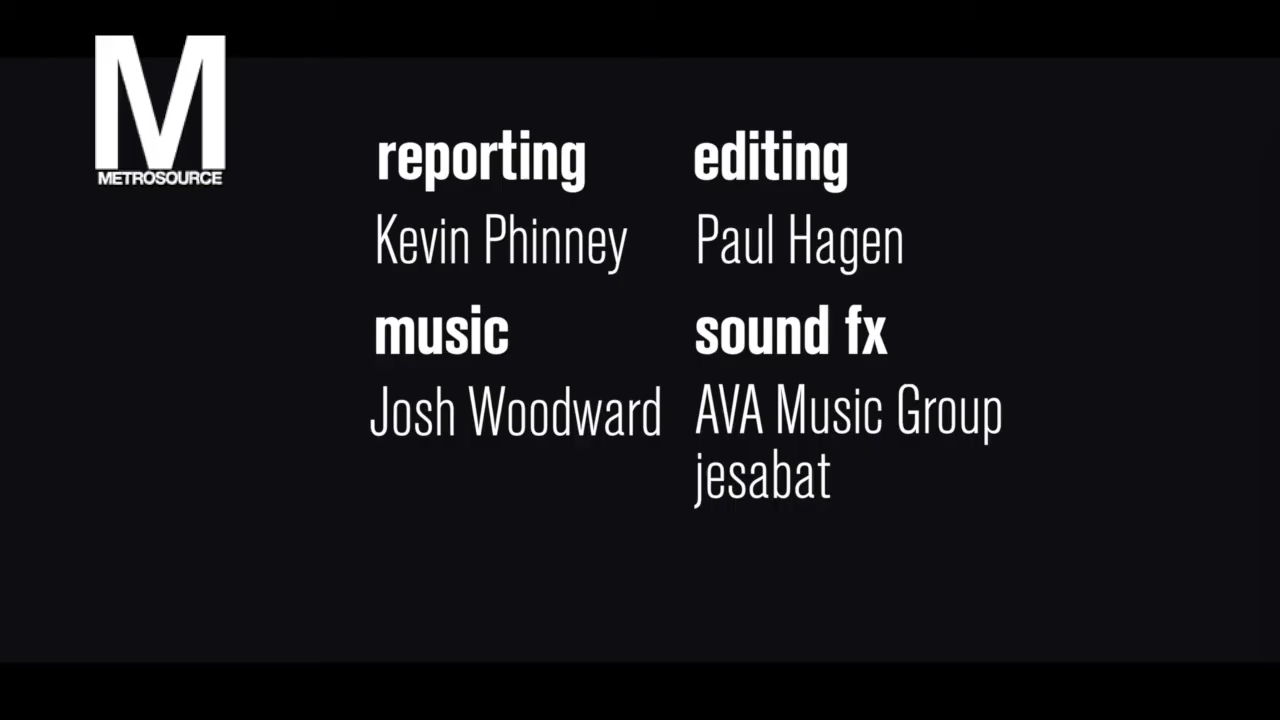 M
METROSOURCE
reporting
Kevin Phinney
editing
Paul Hagen
music
Josh Woodward
sound fx
AVA Music Group
jesabat